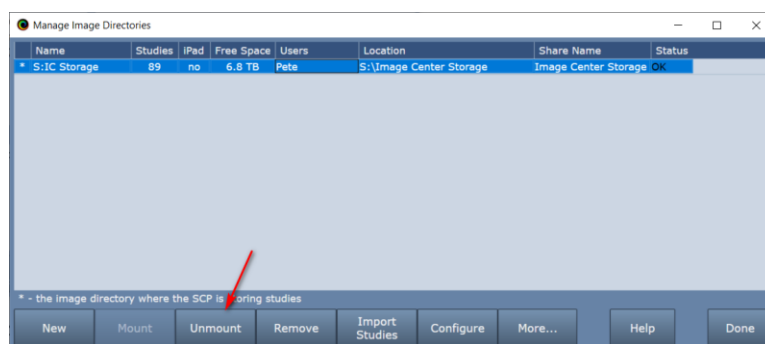 Manage Image Directories
Name Studies iPad Free Space Users Location Share Name Status
* S:IC Storage 89 no 6.8 TB Pete S:\Image Center Storage Image Center Storage OK
* - the image directory where the SCP is storing studies
New Mount Unmount Remove Import Studies Configure More... Help Done